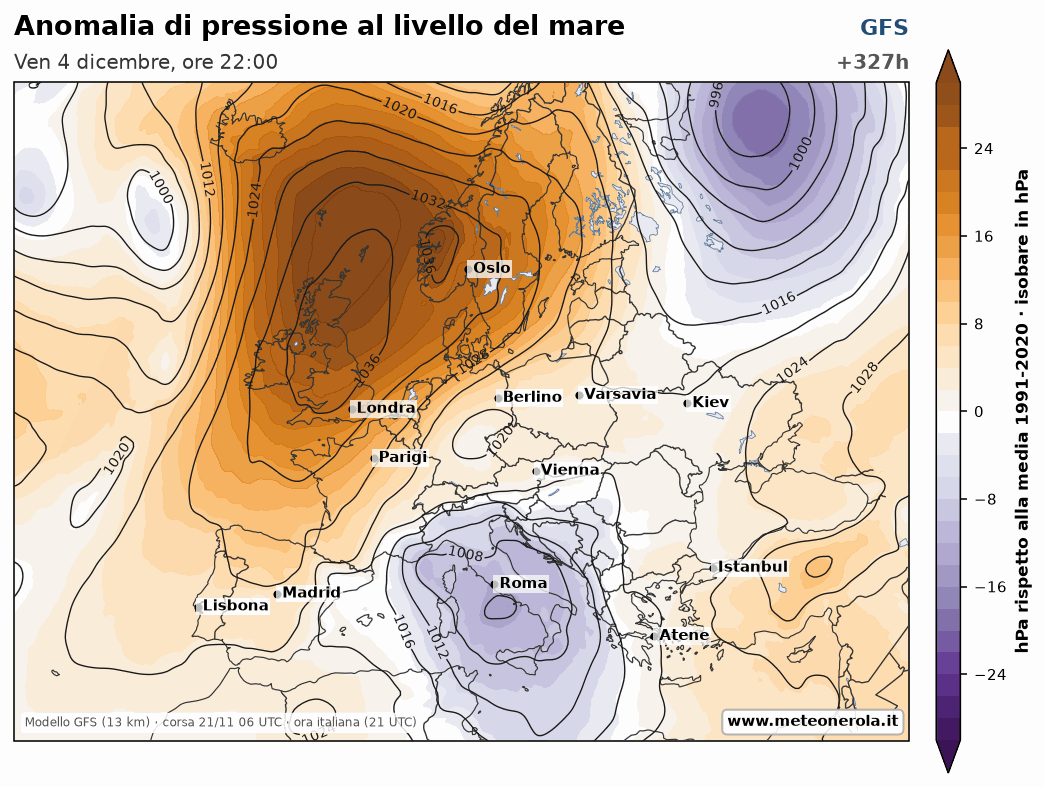 Anomalia di pressione al livello del mare
GFS
Ven 4 dicembre, ore 22:00
+327h
1016
1020
996
1000
1012
1000
1024
1032
1036
Oslo
1016
1036
1028
1024
1028
Berlino
Varsavia
Kiev
Londra
1020
1020
Parigi
Vienna
1008
Istanbul
Roma
Madrid
Lisbona
1016
1012
Atene
Modello GFS (13 km) · corsa 21/11 06 UTC · ora italiana (21 UTC)
www.meteonerola.it
24
16
8
0
−8
−16
−24
hPa rispetto alla media 1991-2020 · isobare in hPa